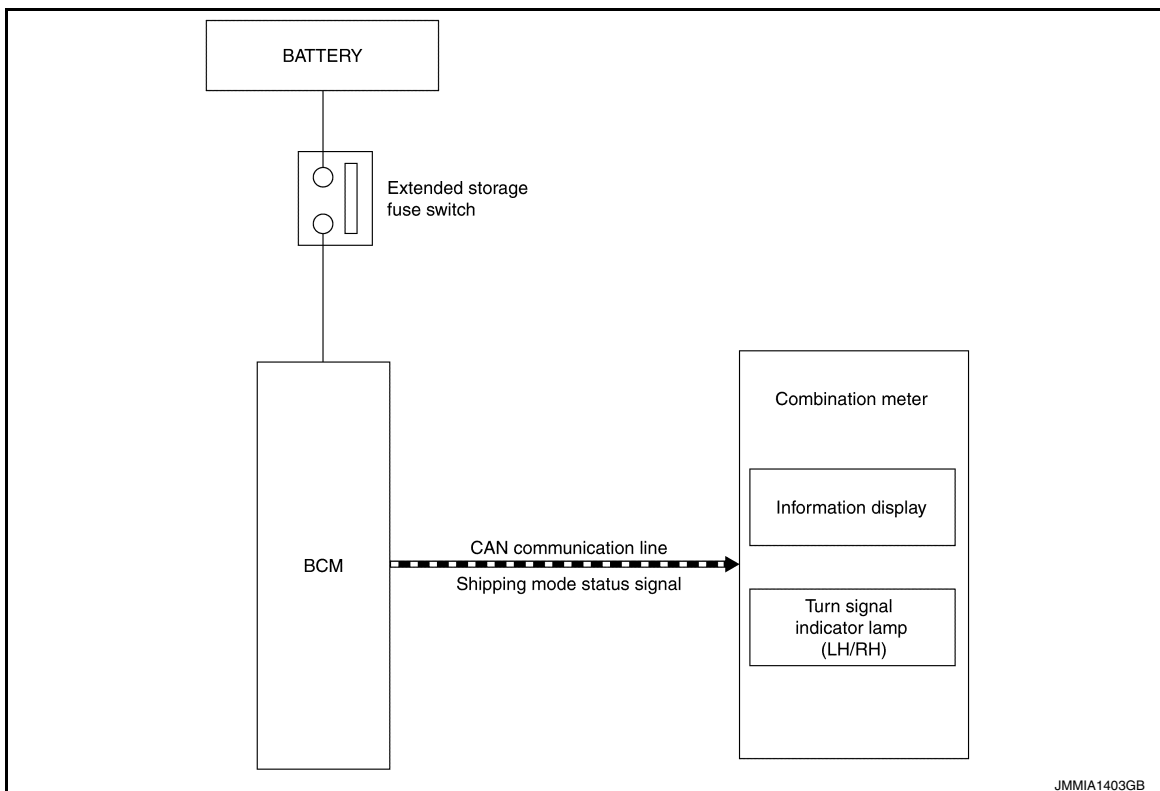 BATTERY
Extended storage
fuse switch
Combination meter
Information display
CAN communication line
BCM
Shipping mode status signal
Turn signal
indicator lamp
(LH/RH)
JMMIA1403GB